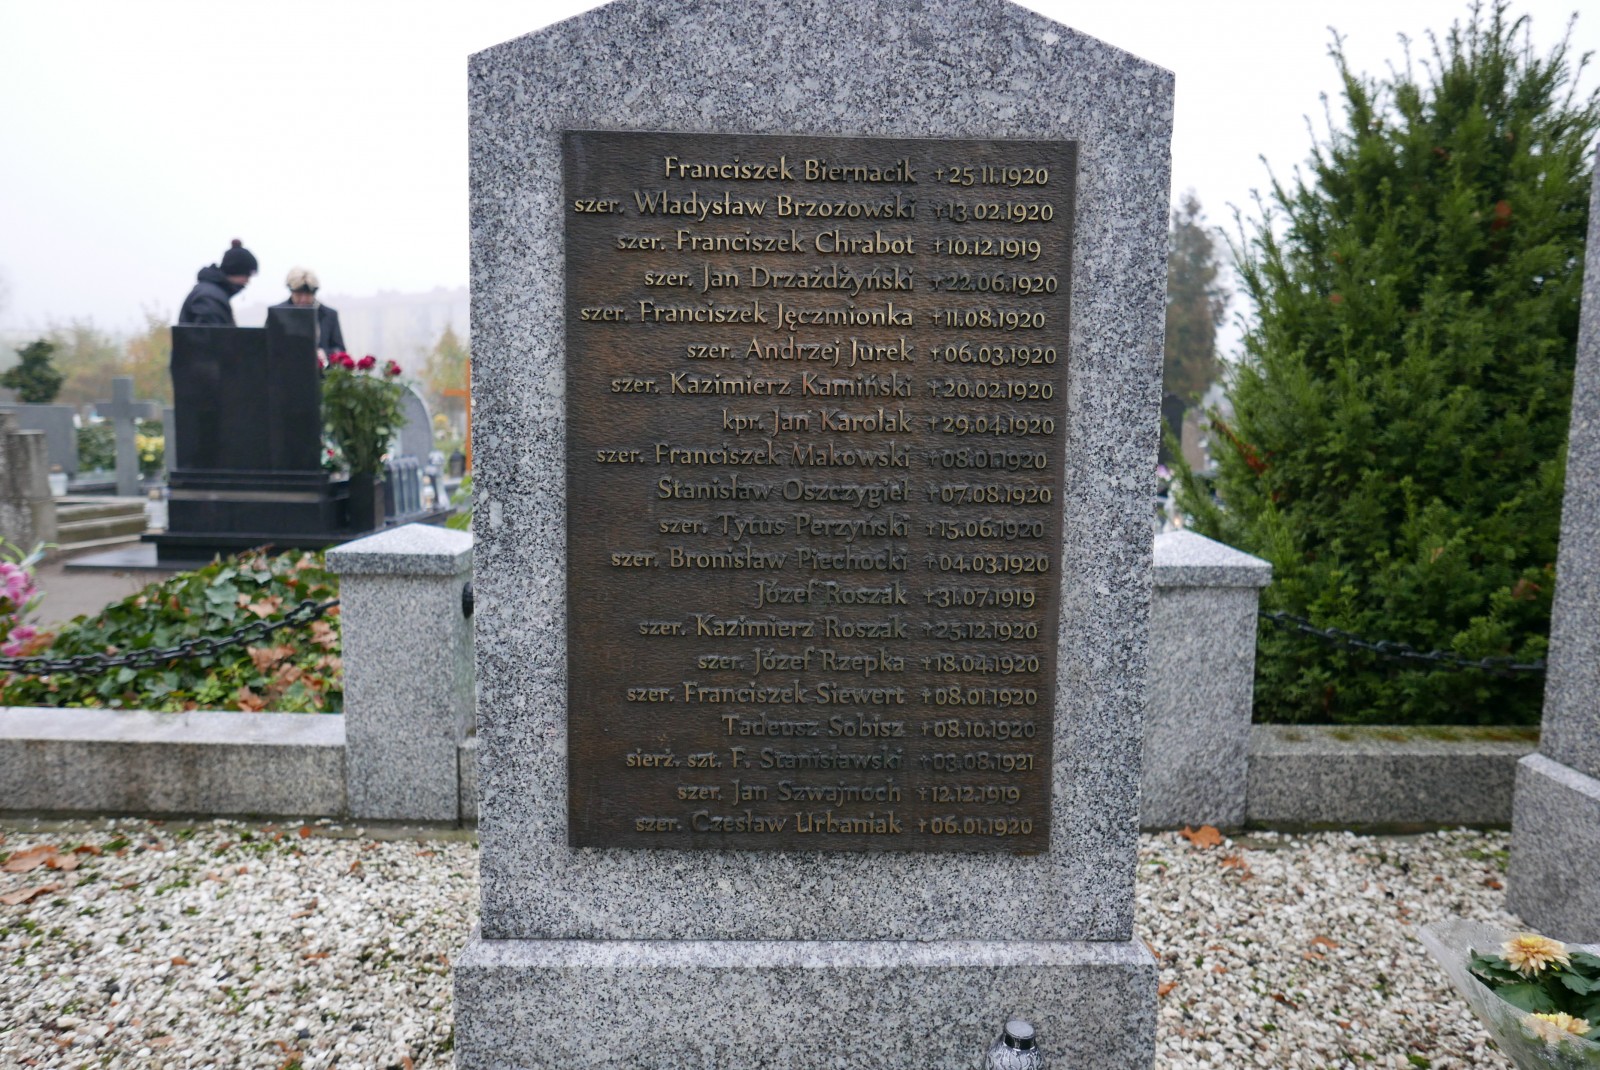 Franciszek Biernacik +25 11.1920
szer. Władysław Brzozowski +13.02.1920
szer. Franciszek Chrabot +10.12.1919
szer. Jan Drzażdżyński +22.06.1920
szer. Franciszek Jęczmionka +11.08.1920
szer. Andrzej Jurek +06.03.1920
szer. Kazimierz Kamiński +20.02.1920
kpr. Jan Karolak +29.04.1920
szer. Franciszek Makowski +08.01.1920
Stanisław Oszczygieł +07.08.1920
szer. Tytus Perzyński +15.06.1920
szer. Bronisław Piechocki +04.03.1920
Józef Roszak +31.07.1919
szer. Kazimierz Roszak +25.12.1920
szer. Józef Rzepka +18.04.1920
szer. Franciszek Siewert +08.01.1920
Tadeusz Sobisz +08.10.1920
sierż. szt. F. Stanisławski +03.08.1921
szer. Jan Szwajnoch +12.12.1919
szer. Czesław Urbaniak +06.01.1920